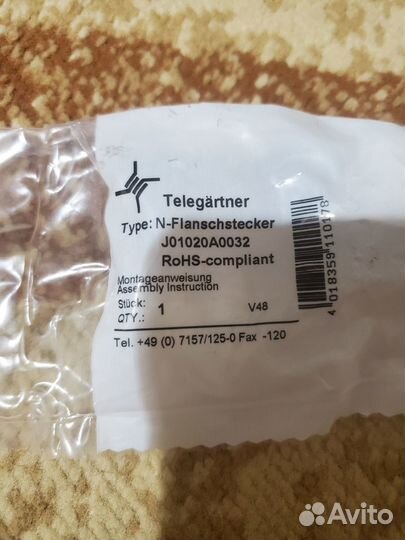 Telegärtner
Type: N-Flanschstecker
J01020A0032
RoHS-compliant
Montageanweisung
Assembly Instruction
Stück:
QTY.: 1 V48
Tel. +49 (0) 7157/125-0 Fax -120
4 018359 110178
Avito